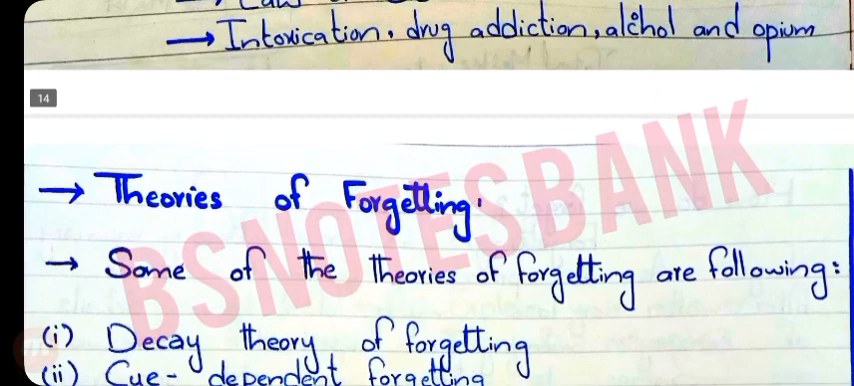 → Intoxication, drug addiction, alchol and opium
14
→ Theories of Forgetting.
→ Some of the theories of forgetting are following:
(i) Decay theory of forgetting
(ii) Cue-dependent forgetting
BSNOTESBANK